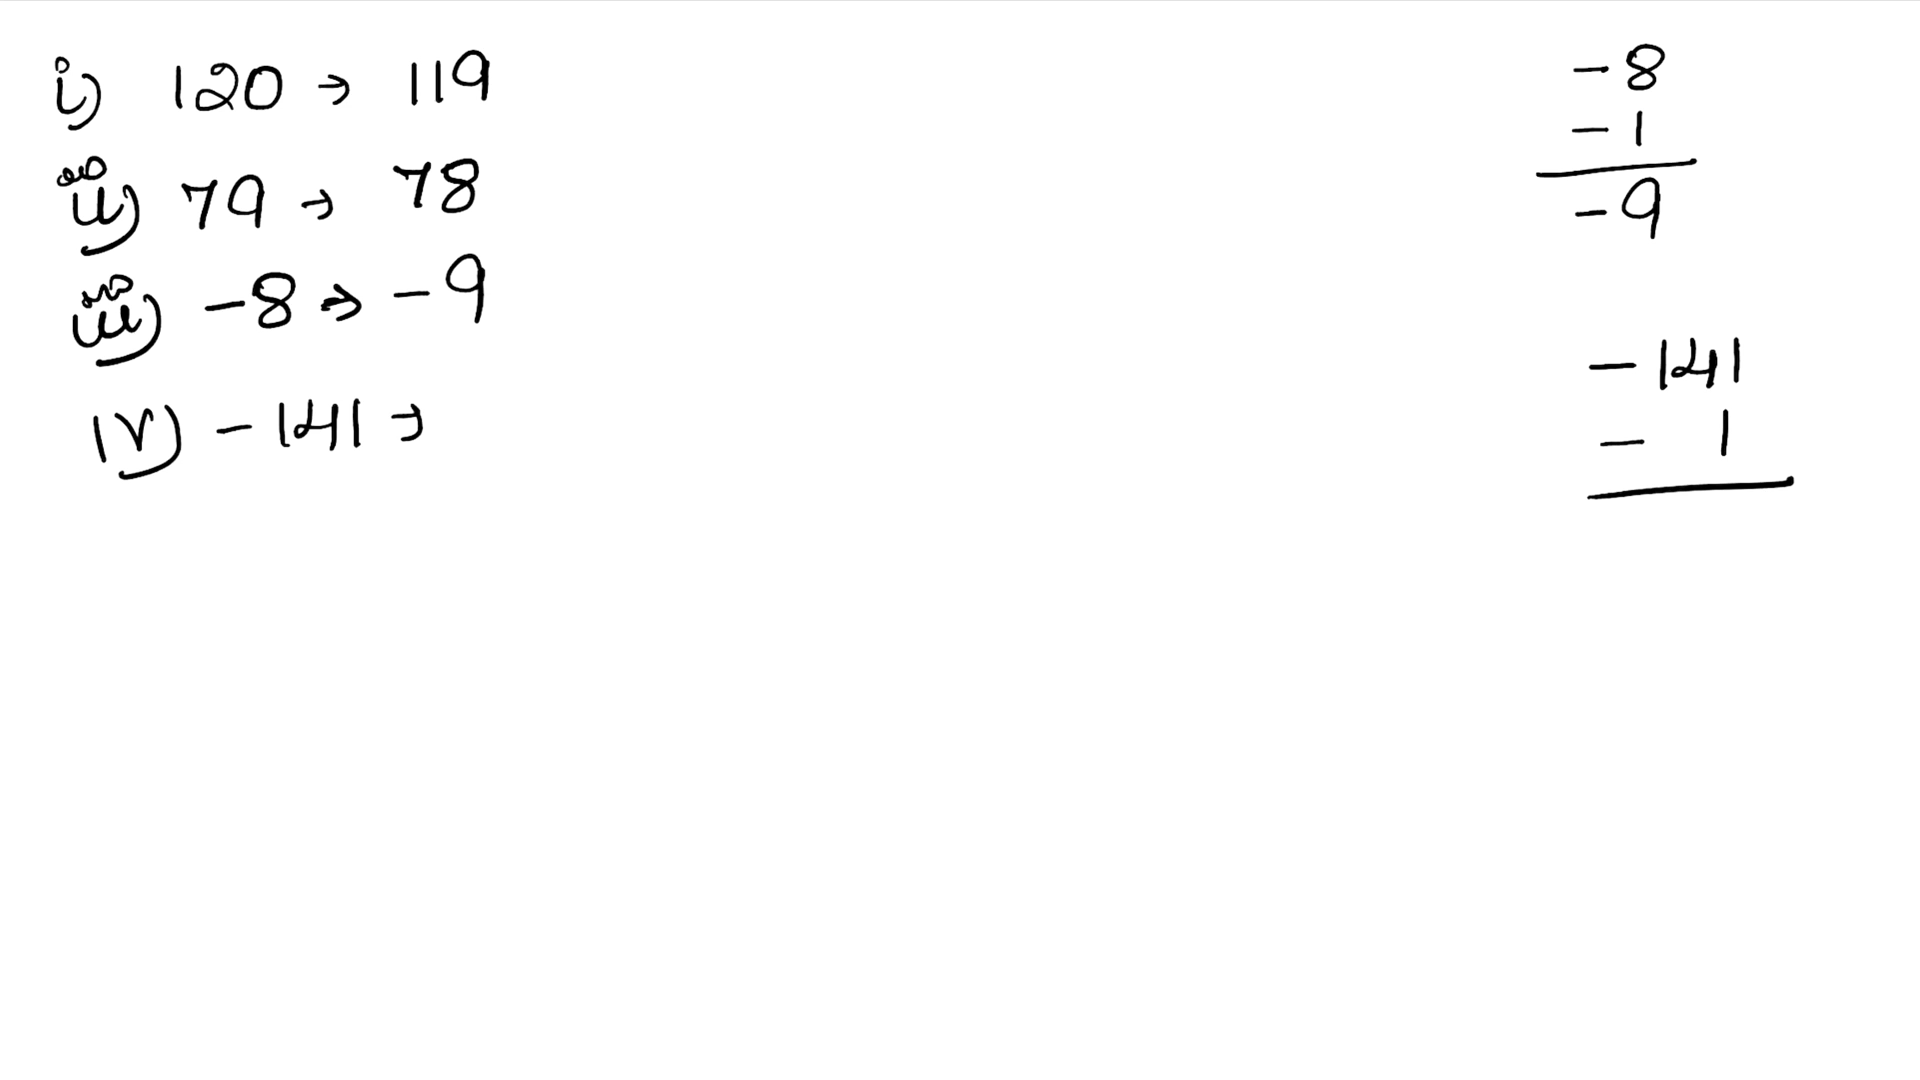 i) 120 → 119
ii) 79 → 78
iii) -8 → -9
iv) -141 →
-8
-1
-9
-141
- 1